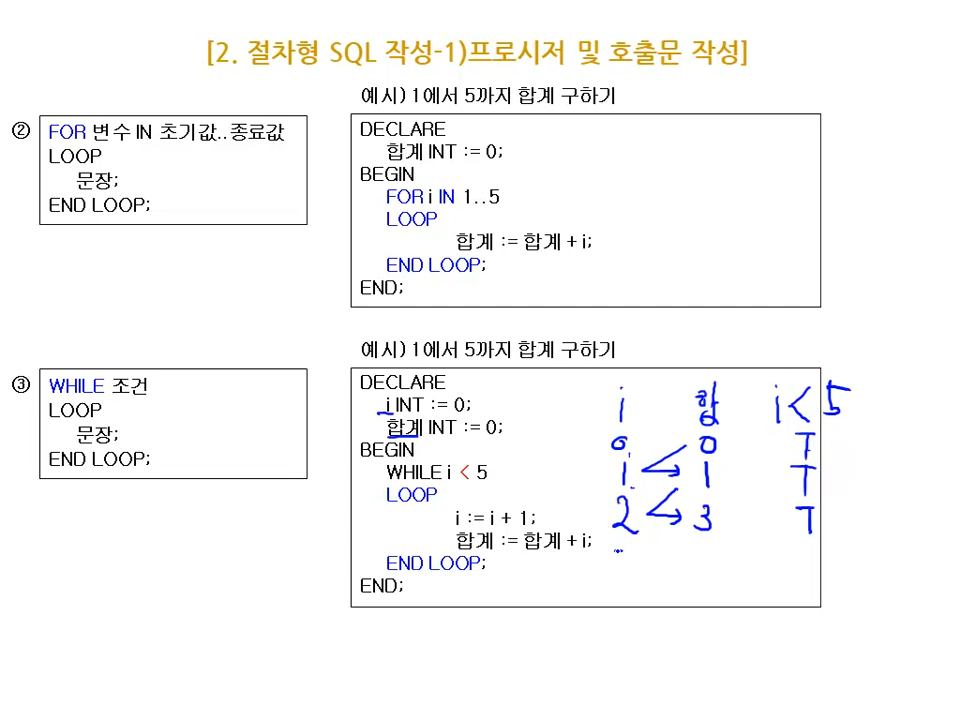 [2. 절차형 SQL 작성-1)프로시저 및 호출문 작성]
예시) 1에서 5까지 합계 구하기
②
FOR 변수 IN 초기값..종료값
LOOP
문장;
END LOOP;
DECLARE
합계 INT := 0;
BEGIN
FOR i IN 1..5
LOOP
합계 := 합계 + i;
END LOOP;
END;
예시) 1에서 5까지 합계 구하기
③
WHILE 조건
LOOP
문장;
END LOOP;
DECLARE
i INT := 0;
합계 INT := 0;
BEGIN
WHILE i < 5
LOOP
i := i + 1;
합계 := 합계 + i;
END LOOP;
END;
i 합 i<5
0 0 T
1 1 T
2 3 T